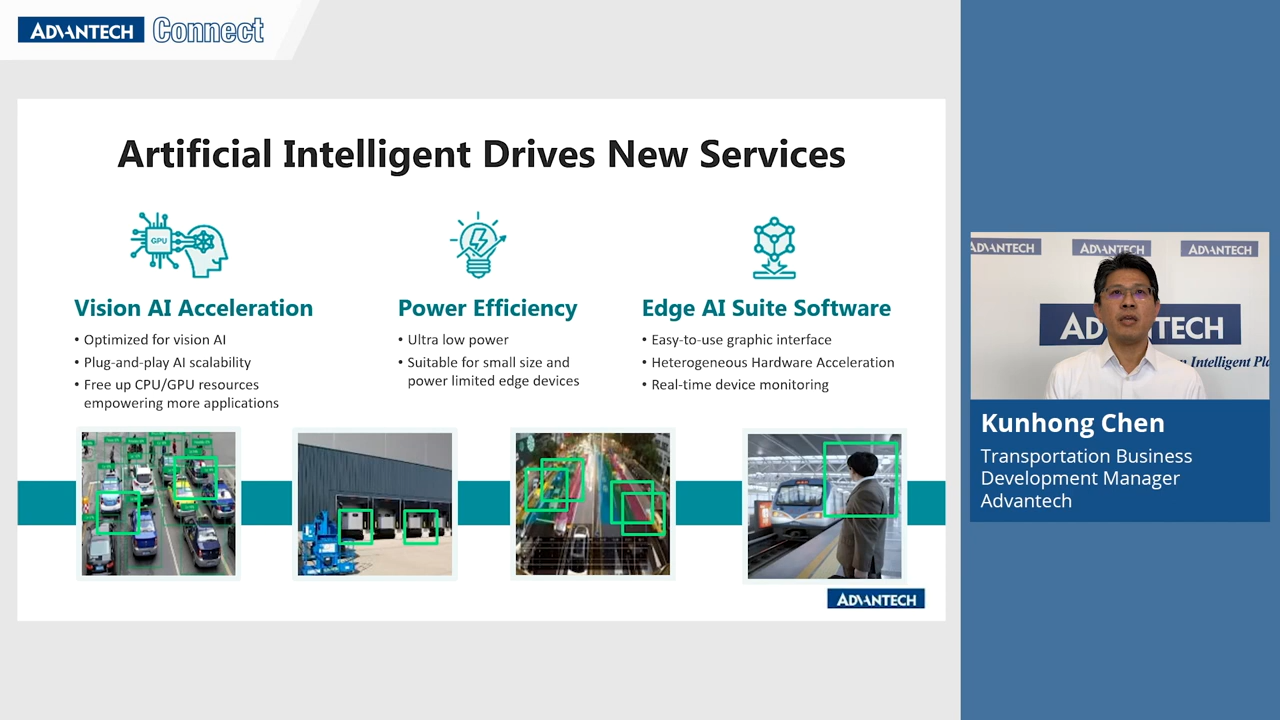 ADVANTECH Connect
Artificial Intelligent Drives New Services
GPU
Vision AI Acceleration
• Optimized for vision AI
• Plug-and-play AI scalability
• Free up CPU/GPU resources
empowering more applications
Power Efficiency
• Ultra low power
• Suitable for small size and
power limited edge devices
Edge AI Suite Software
• Easy-to-use graphic interface
• Heterogeneous Hardware Acceleration
• Real-time device monitoring
ADVANTECH
ADVANTECH
ADVANTECH
ADVANTECH
ADVANTECH
an Intelligent Pla
Kunhong Chen
Transportation Business
Development Manager
Advantech